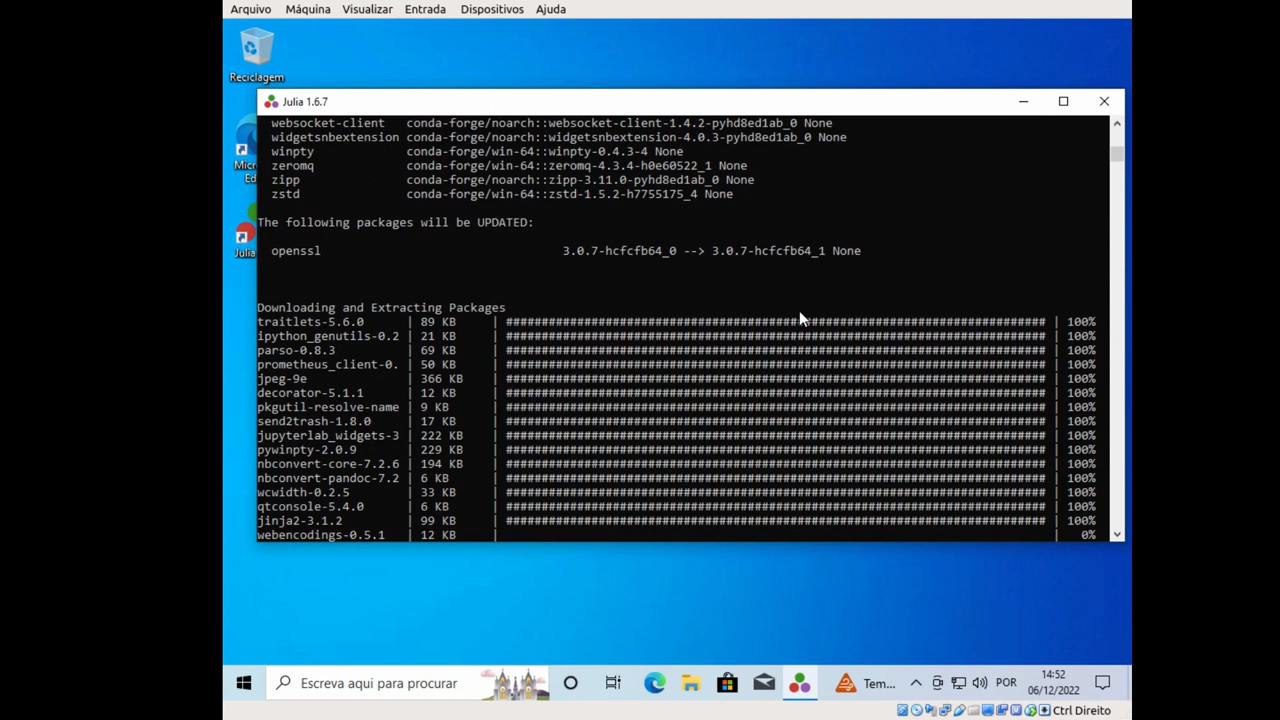 Arquivo Máquina Visualizar Entrada Dispositivos Ajuda
Reciclagem
Julia 1.6.7
websocket-client conda-forge/noarch::websocket-client-1.4.2-pyhd8ed1ab_0 None
widgetsnbextension conda-forge/noarch::widgetsnbextension-4.0.3-pyhd8ed1ab_0 None
winpty conda-forge/win-64::winpty-0.4.3-4 None
zeromq conda-forge/win-64::zeromq-4.3.4-h0e60522_1 None
zipp conda-forge/noarch::zipp-3.11.0-pyhd8ed1ab_0 None
zstd conda-forge/win-64::zstd-1.5.2-h7755175_4 None
Micr
Ed
Julia
The following packages will be UPDATED:
openssl 3.0.7-hcfcfb64_0 --> 3.0.7-hcfcfb64_1 None
Downloading and Extracting Packages
traitlets-5.6.0 | 89 KB | ############################################################################ | 100%
ipython_genutils-0.2 | 21 KB | ############################################################################ | 100%
parso-0.8.3 | 69 KB | ############################################################################ | 100%
prometheus_client-0. | 50 KB | ############################################################################ | 100%
jpeg-9e | 366 KB | ############################################################################ | 100%
decorator-5.1.1 | 12 KB | ############################################################################ | 100%
pkgutil-resolve-name | 9 KB | ############################################################################ | 100%
send2trash-1.8.0 | 17 KB | ############################################################################ | 100%
jupyterlab_widgets-3 | 222 KB | ############################################################################ | 100%
pywinpty-2.0.9 | 229 KB | ############################################################################ | 100%
nbconvert-core-7.2.6 | 194 KB | ############################################################################ | 100%
nbconvert-pandoc-7.2 | 6 KB | ############################################################################ | 100%
wcwidth-0.2.5 | 33 KB | ############################################################################ | 100%
qtconsole-5.4.0 | 6 KB | ############################################################################ | 100%
jinja2-3.1.2 | 99 KB | ############################################################################ | 100%
webencodings-0.5.1 | 12 KB | | 0%
Escreva aqui para procurar
Tem...
POR
14:52
06/12/2022
Ctrl Direito